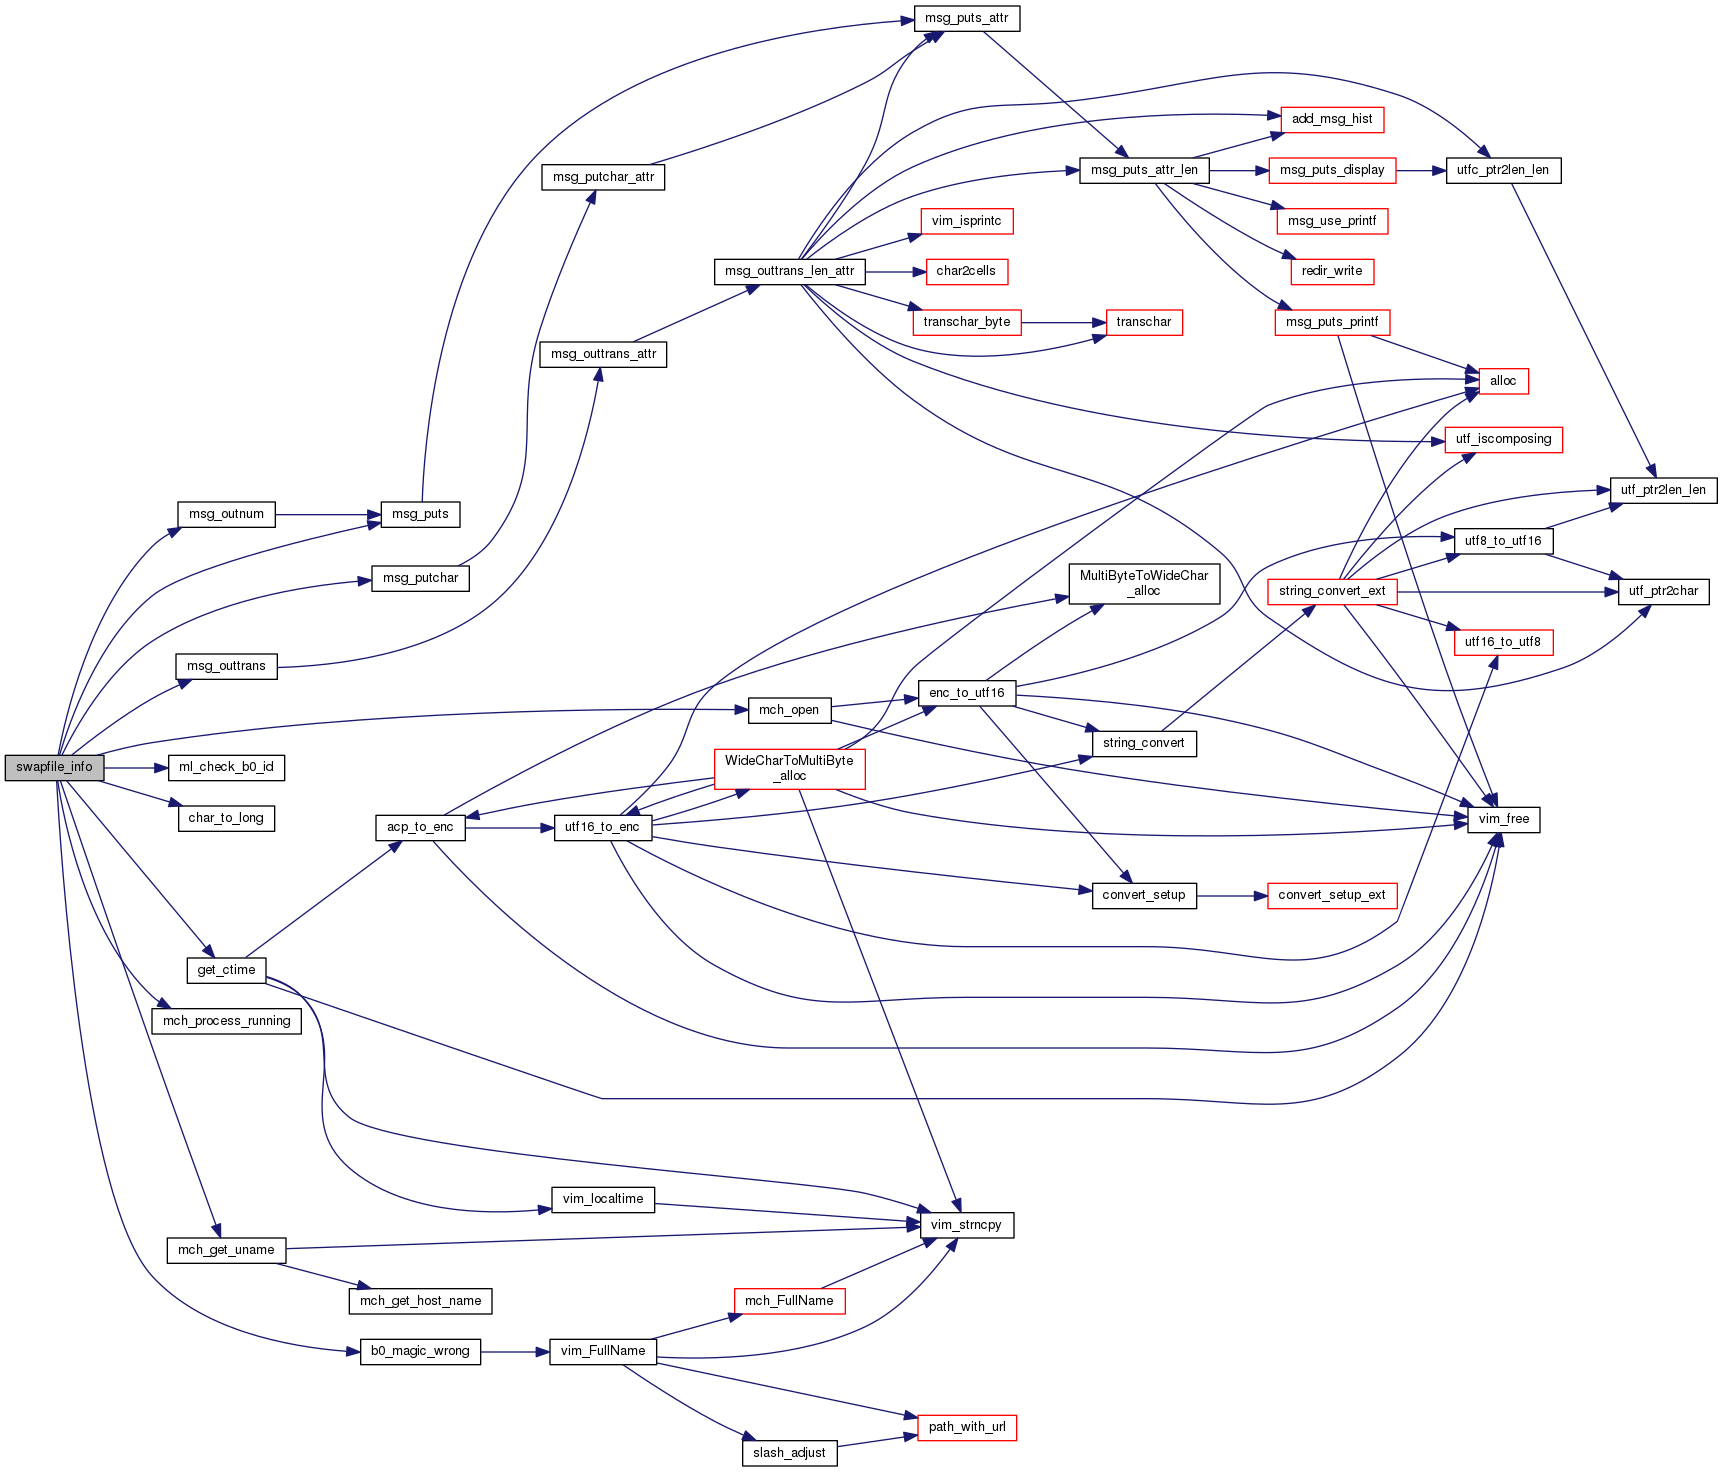 msg_puts_attr
add_msg_hist
msg_putchar_attr
msg_puts_attr_len
msg_puts_display
utfc_ptr2len_len
vim_isprintc
msg_use_printf
msg_outtrans_len_attr
char2cells
redir_write
transchar_byte
transchar
msg_puts_printf
msg_outtrans_attr
alloc
utf_iscomposing
utf_ptr2len_len
msg_outnum
msg_puts
utf8_to_utf16
msg_putchar
MultiByteToWideChar
_alloc
string_convert_ext
utf_ptr2char
utf16_to_utf8
msg_outtrans
enc_to_utf16
mch_open
string_convert
swapfile_info
ml_check_b0_id
WideCharToMultiByte
_alloc
char_to_long
acp_to_enc
utf16_to_enc
vim_free
convert_setup
convert_setup_ext
get_ctime
mch_process_running
vim_localtime
vim_strncpy
mch_get_uname
mch_get_host_name
mch_FullName
b0_magic_wrong
vim_FullName
path_with_url
slash_adjust